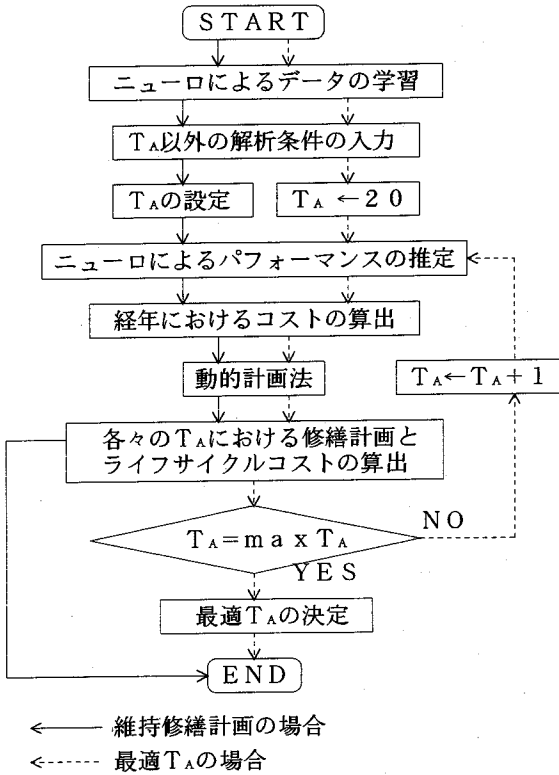 START
ニューロによるデータの学習
TA以外の解析条件の入力
TAの設定
TA←20
ニューロによるパフォーマンスの推定
経年におけるコストの算出
動的計画法
TA←TA+1
各々のTAにおける修繕計画と
ライフサイクルコストの算出
TA=maxTA
NO
YES
最適TAの決定
END
維持修繕計画の場合
最適TAの場合